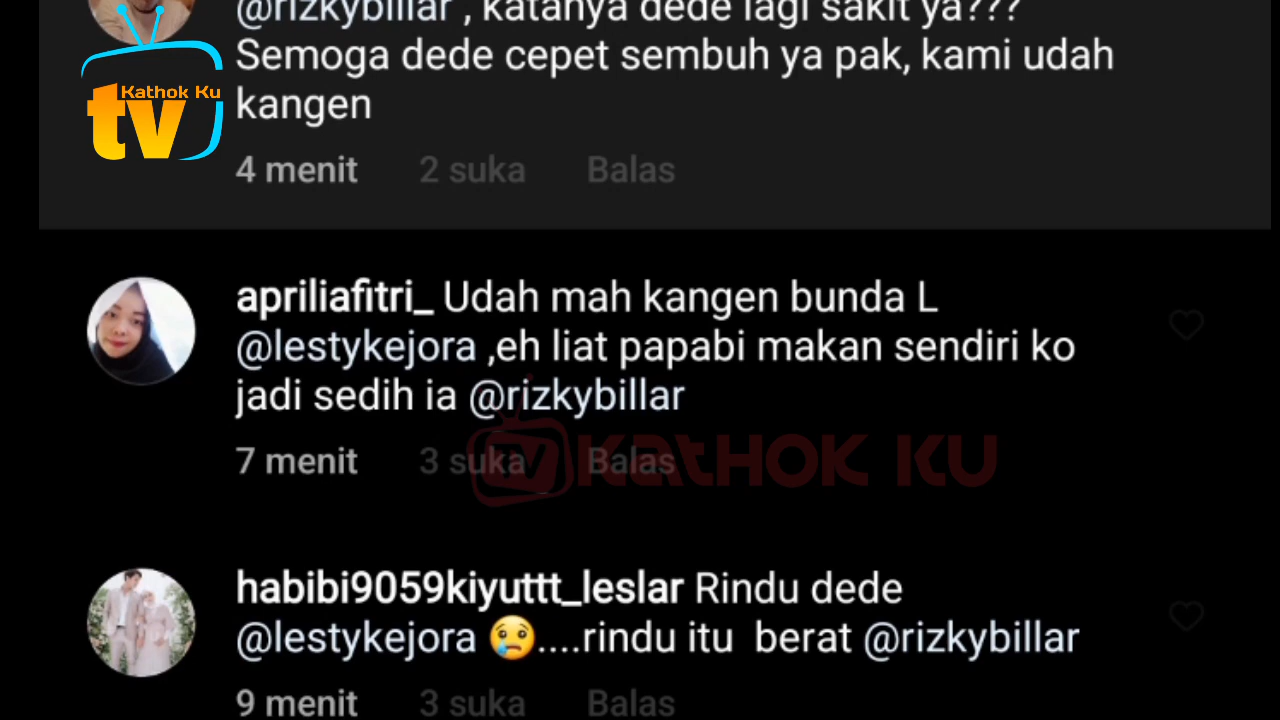 @rizkybillar , katanya dede lagi sakit ya???
Semoga dede cepet sembuh ya pak, kami udah
kangen
Kathok Ku
tv
4 menit 2 suka Balas
apriliafitri_ Udah mah kangen bunda L
@lestykejora ,eh liat papabi makan sendiri ko
jadi sedih ia @rizkybillar
7 menit 3 suka Balas
TV KATHOK KU
habibi9059kiyuttt_leslar Rindu dede
@lestykejora 😢....rindu itu berat @rizkybillar
9 menit 3 suka Balas